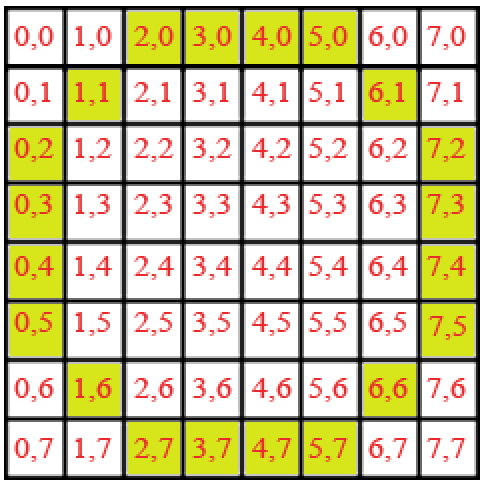 0,0 1,0 2,0 3,0 4,0 5,0 6,0 7,0
0,1 1,1 2,1 3,1 4,1 5,1 6,1 7,1
0,2 1,2 2,2 3,2 4,2 5,2 6,2 7,2
0,3 1,3 2,3 3,3 4,3 5,3 6,3 7,3
0,4 1,4 2,4 3,4 4,4 5,4 6,4 7,4
0,5 1,5 2,5 3,5 4,5 5,5 6,5 7,5
0,6 1,6 2,6 3,6 4,6 5,6 6,6 7,6
0,7 1,7 2,7 3,7 4,7 5,7 6,7 7,7